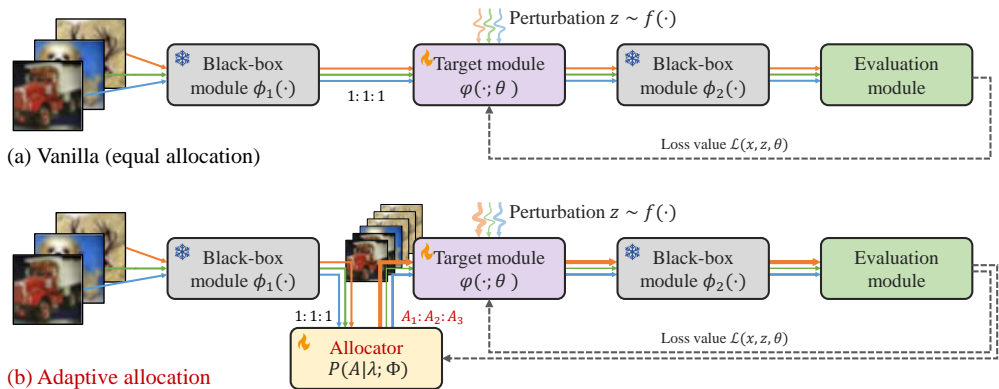 Perturbation z ~ f(·)
Black-box
module ϕ₁(·)
1: 1: 1
Target module
φ(·; θ )
Black-box
module ϕ₂(·)
Evaluation
module
Loss value ℒ(x, z, θ)
(a) Vanilla (equal allocation)
Perturbation z ~ f(·)
Black-box
module ϕ₁(·)
Target module
φ(·; θ)
Black-box
module ϕ₂(·)
Evaluation
module
1: 1: 1
A₁: A₂: A₃
Loss value ℒ(x, z, θ)
Allocator
P(A|λ; Φ)
(b) Adaptive allocation